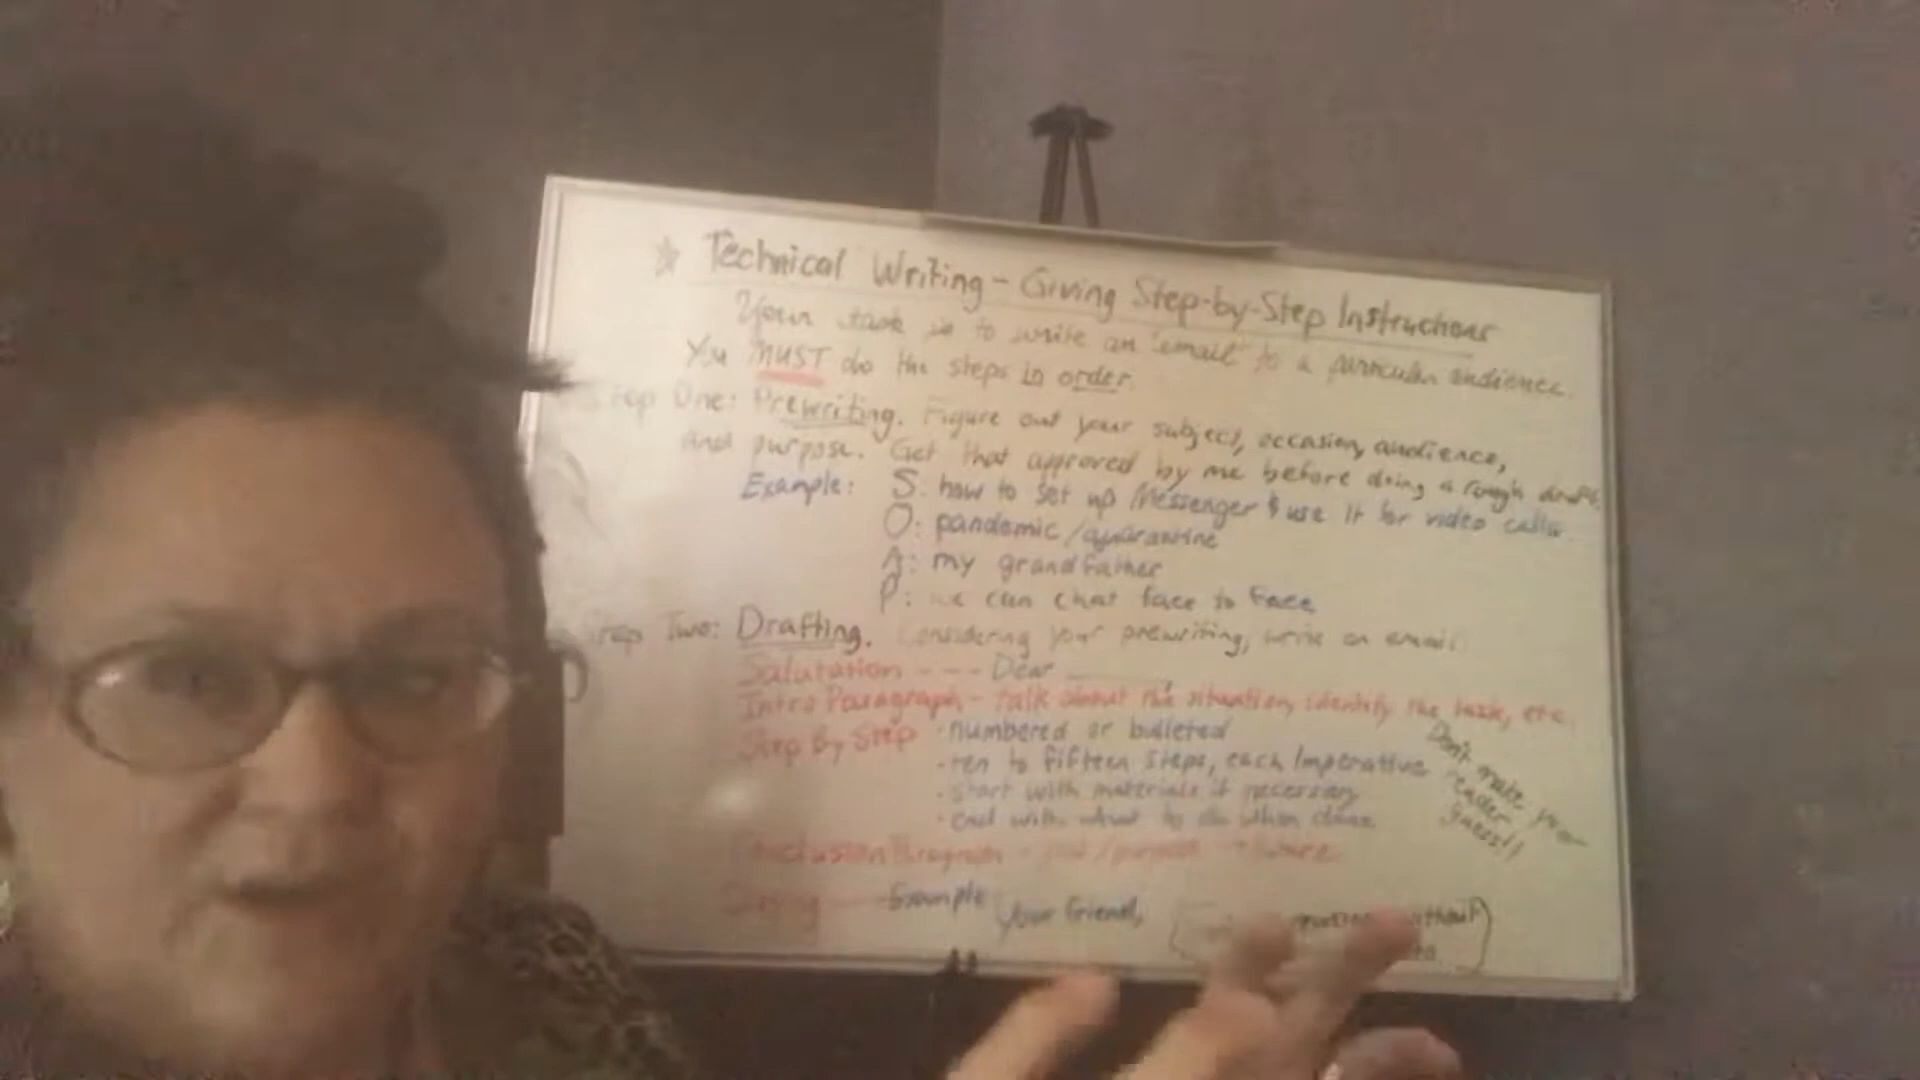 Technical Writing - Giving Step-by-Step Instructions
Your task is to write an "email" to a particular audience.
You MUST do the steps in order.
Step One: Prewriting. Figure out your subject, occasion, audience,
and purpose. Get that approved by me before doing a rough draft.
Example: S: how to set up Messenger & use it for video calls
O: pandemic/quarantine
A: my grandfather
P: we can chat face to face
Step Two: Drafting. Considering your prewriting, write an email
Salutation - - - Dear ______,
Intro Paragraph - talk about the situation, identify the task, etc.
Step By Step · numbered or bulleted
· ten to fifteen steps, each Imperative
· start with materials if necessary
· end with what to do when done
Don't make your
reader
guess!!
Conclusion Paragraph -
Example Your friend,
without